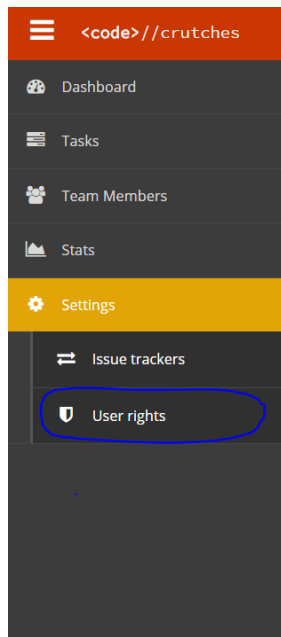 <code>//crutches
Dashboard
Tasks
Team Members
Stats
Settings
Issue trackers
User rights